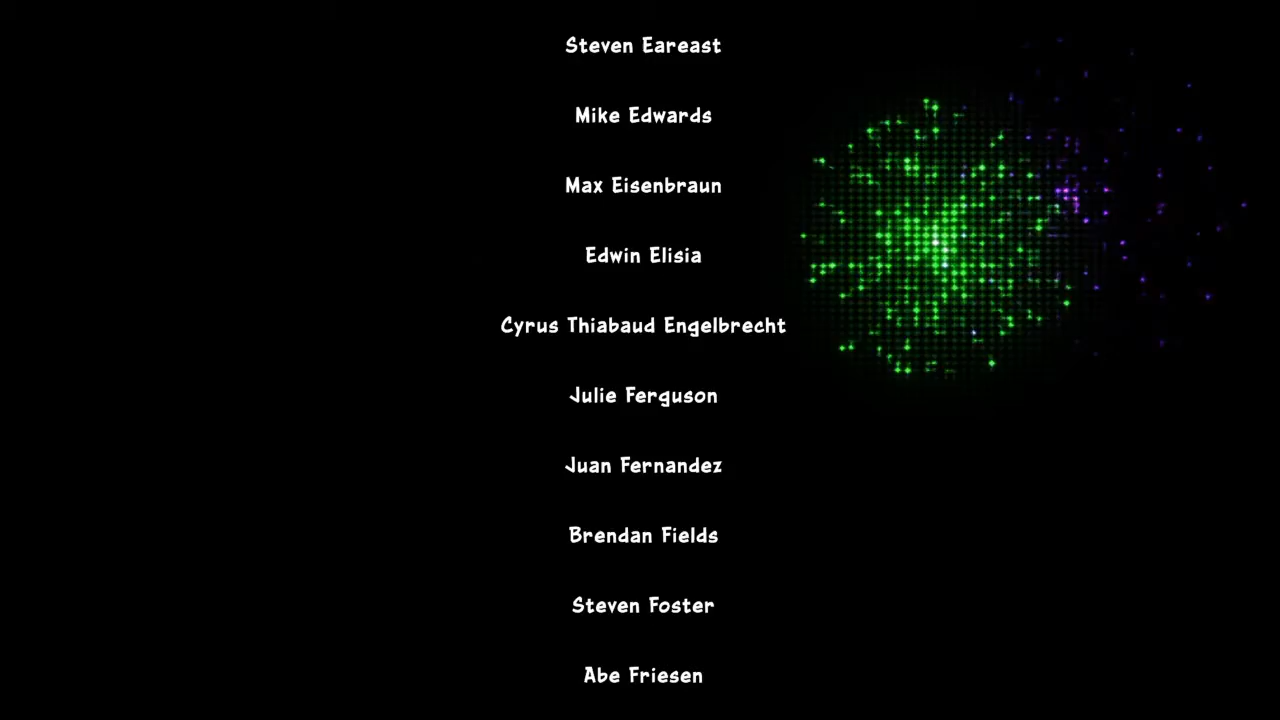 Steven Eareast
Mike Edwards
Max Eisenbraun
Edwin Elisia
Cyrus Thiabaud Engelbrecht
Julie Ferguson
Juan Fernandez
Brendan Fields
Steven Foster
Abe Friesen